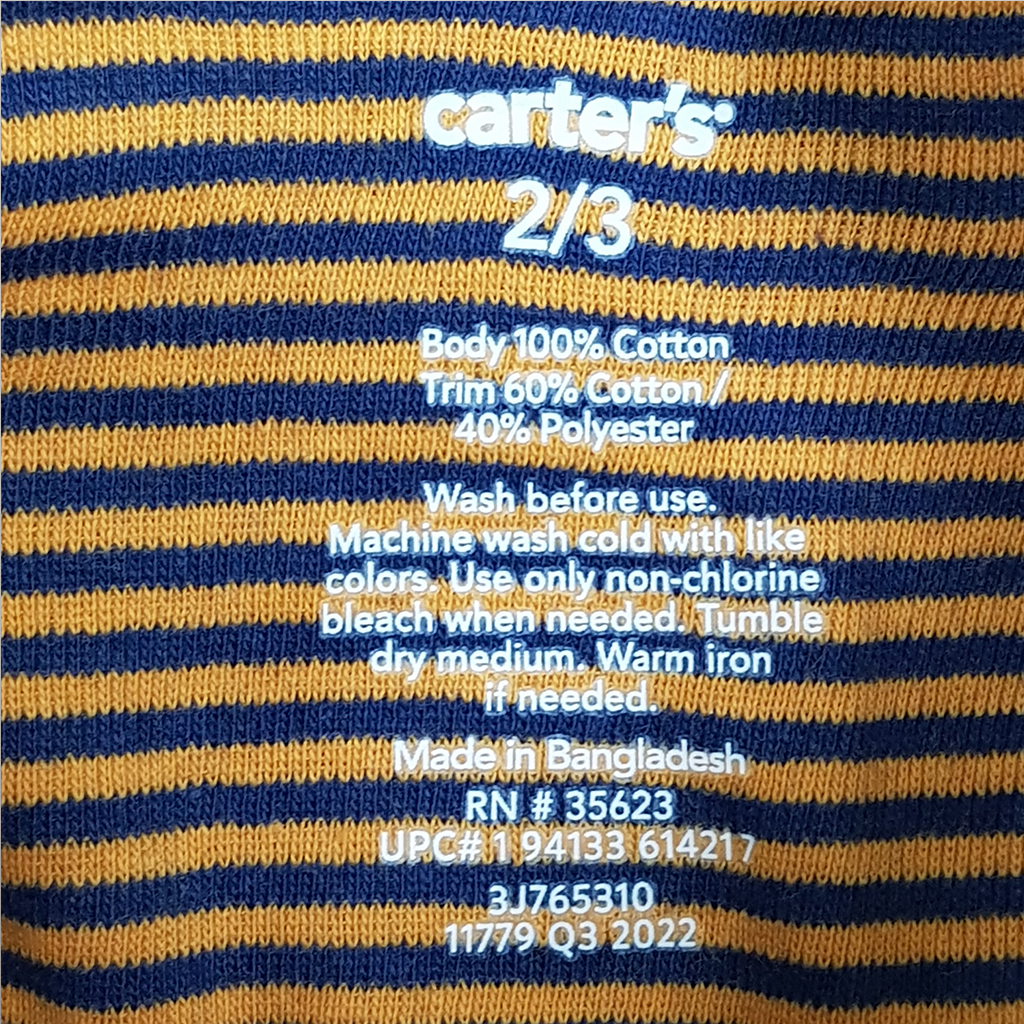 carter's
2/3
Body 100% Cotton
Trim 60% Cotton /
40% Polyester
Wash before use.
Machine wash cold with like
colors. Use only non-chlorine
bleach when needed. Tumble
dry medium. Warm iron
if needed.
Made in Bangladesh
RN # 35623
UPC# 1 94133 614217
3J765310
11779 Q3 2022